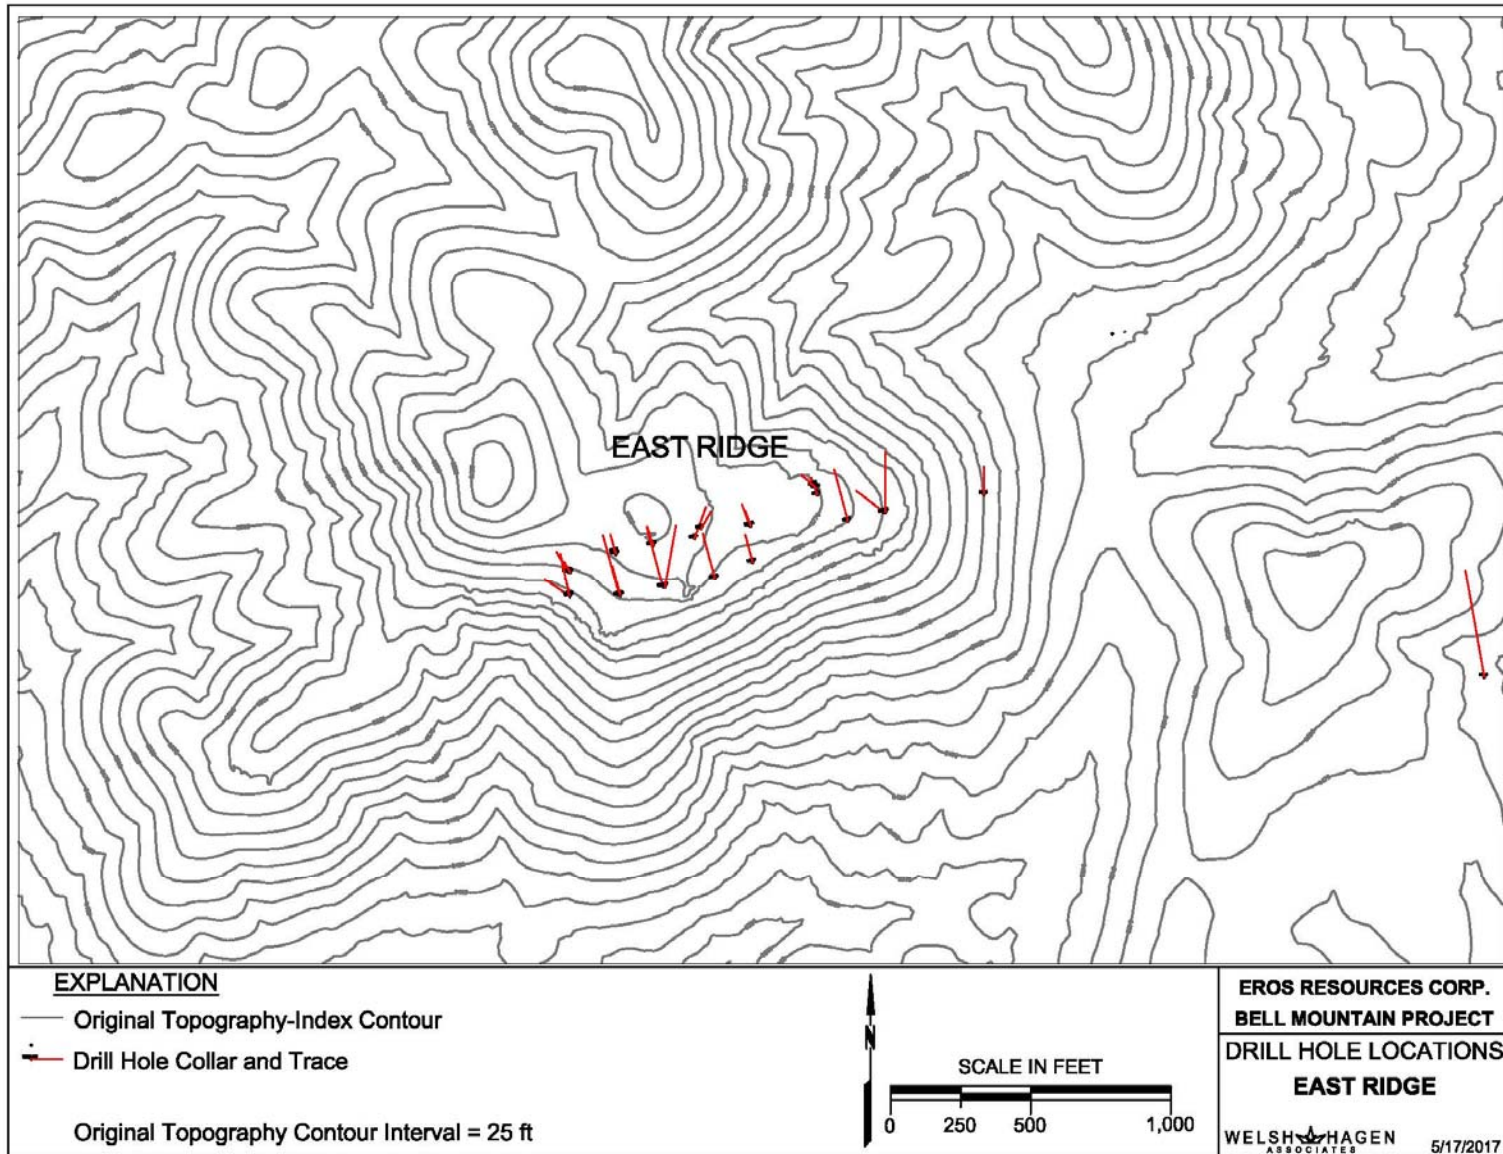 EAST RIDGE
EXPLANATION
Original Topography-Index Contour
Drill Hole Collar and Trace
Original Topography Contour Interval = 25 ft
N
SCALE IN FEET
0 250 500 1,000
EROS RESOURCES CORP.
BELL MOUNTAIN PROJECT
DRILL HOLE LOCATIONS
EAST RIDGE
WELSH HAGEN
ASSOCIATES
5/17/2017